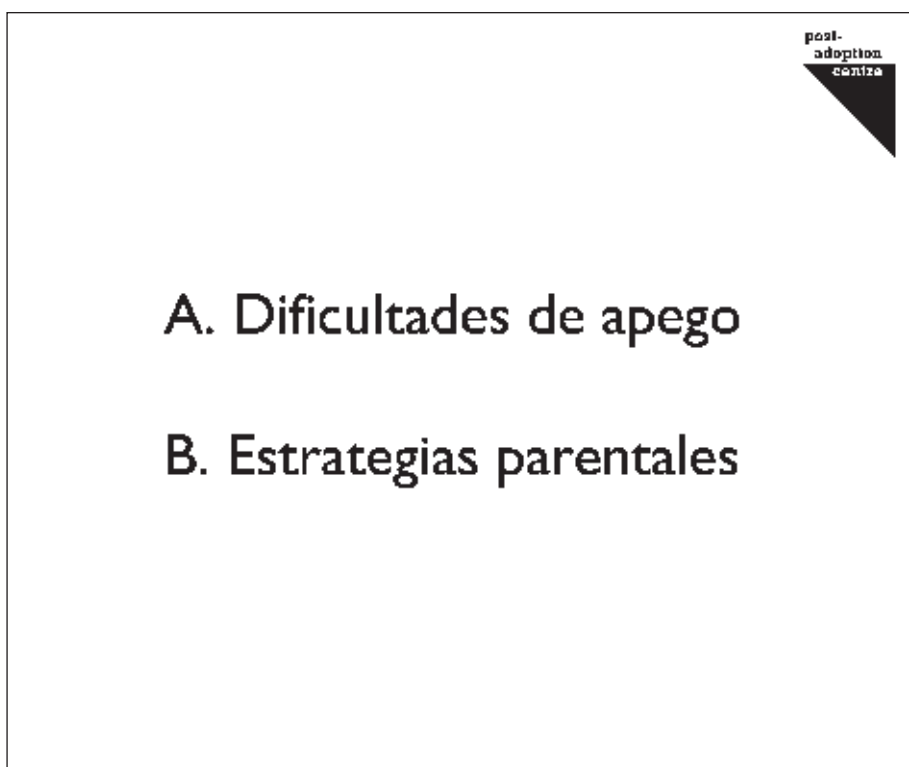 post-
adoption
centre
A. Dificultades de apego
B. Estrategias parentales